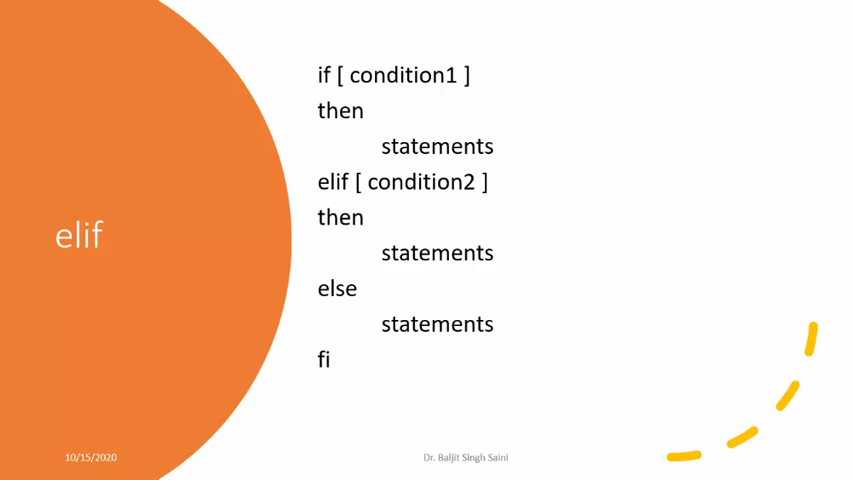 elif
if [ condition1 ]
then
statements
elif [ condition2 ]
then
statements
else
statements
fi
10/15/2020
Dr. Baljit Singh Saini